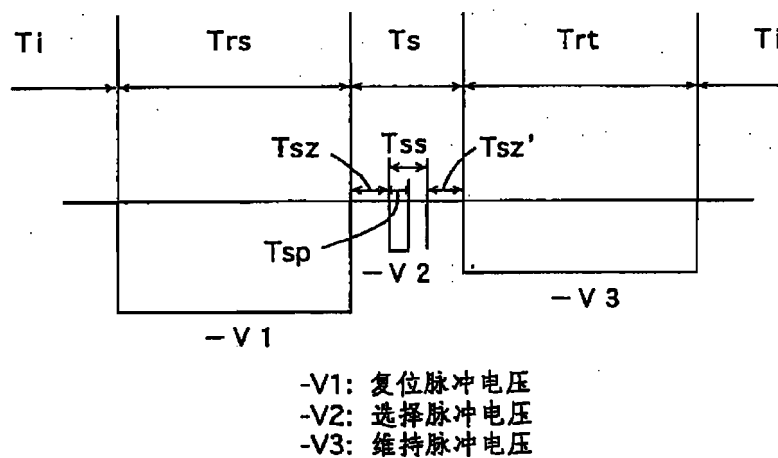 Ti Trs Ts Trt Ti
Tsz Tss Tsz'
Tsp
-V2
-V3
-V1
-V1: 复位脉冲电压
-V2: 选择脉冲电压
-V3: 维持脉冲电压